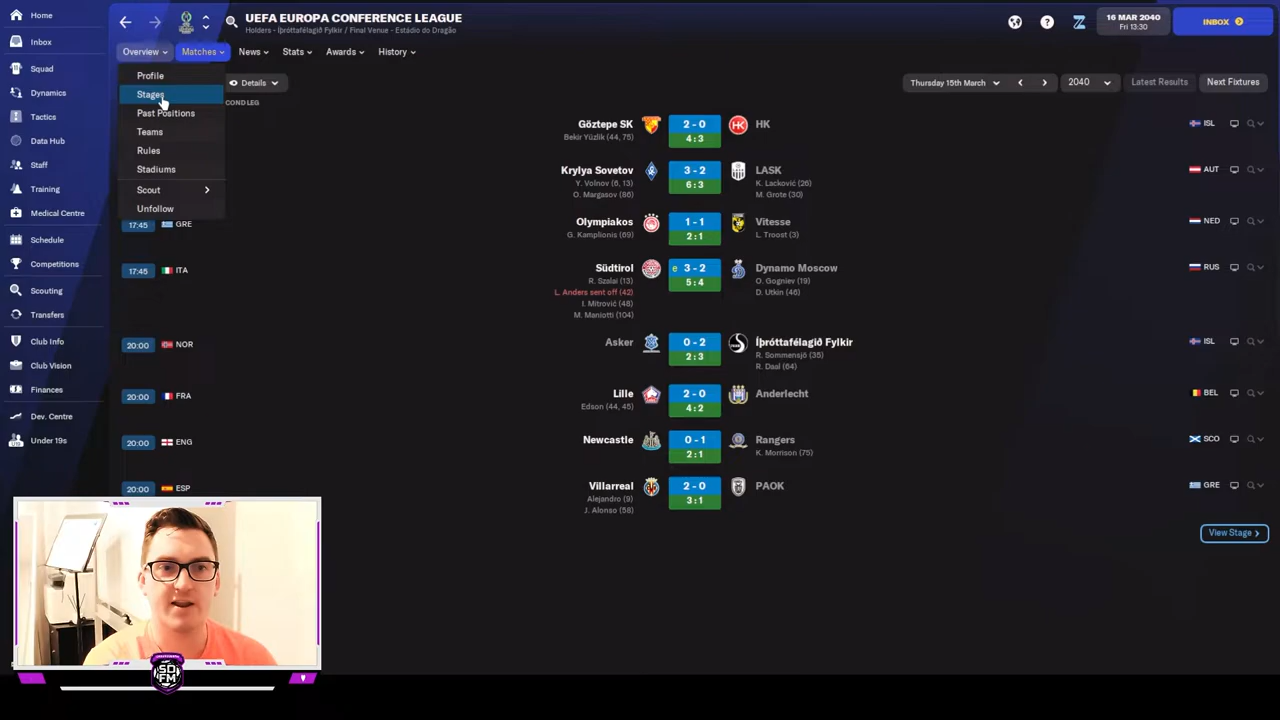 Home
UEFA EUROPA CONFERENCE LEAGUE
Holders - Íþróttafélagið Fylkir / Final Venue - Estádio do Dragão
16 MAR 2040
Fri 13:30
INBOX
Inbox
Overview
Matches
News
Stats
Awards
History
Squad
Profile
Details
Thursday 15th March
2040
Latest Results
Next Fixtures
Dynamics
Stages
COND LEG
Tactics
Past Positions
Göztepe SK 2 - 0 HK ISL
Bekir Yüzlik (44, 75) 4 : 3
Data Hub
Teams
Staff
Rules
Krylya Sovetov 3 - 2 LASK AUT
Y. Volnov (6, 13) 6 : 3 K. Lacković (26)
O. Margasov (86) M. Grote (30)
Training
Stadiums
Medical Centre
Scout
Unfollow
17:45 GRE Olympiakos 1 - 1 Vitesse NED
G. Kamplionis (69) 2 : 1 L. Troost (3)
Schedule
Competitions
17:45 ITA Südtirol e 3 - 2 Dynamo Moscow RUS
R. Szalai (13) 5 : 4 O. Gogniev (19)
L. Anders sent off (42) D. Utkin (46)
I. Mitrović (48)
M. Maniotti (104)
Scouting
Transfers
Club Info
20:00 NOR Asker 0 - 2 Íþróttafélagið Fylkir ISL
2 : 3 R. Sommensjö (35)
R. Daal (64)
Club Vision
Finances
20:00 FRA Lille 2 - 0 Anderlecht BEL
Edson (44, 45) 4 : 2
Dev. Centre
Under 19s
20:00 ENG Newcastle 0 - 1 Rangers SCO
2 : 1 K. Morrison (75)
20:00 ESP Villarreal 2 - 0 PAOK GRE
Alejandro (9) 3 : 1
J. Alonso (58)
View Stage
SDFM